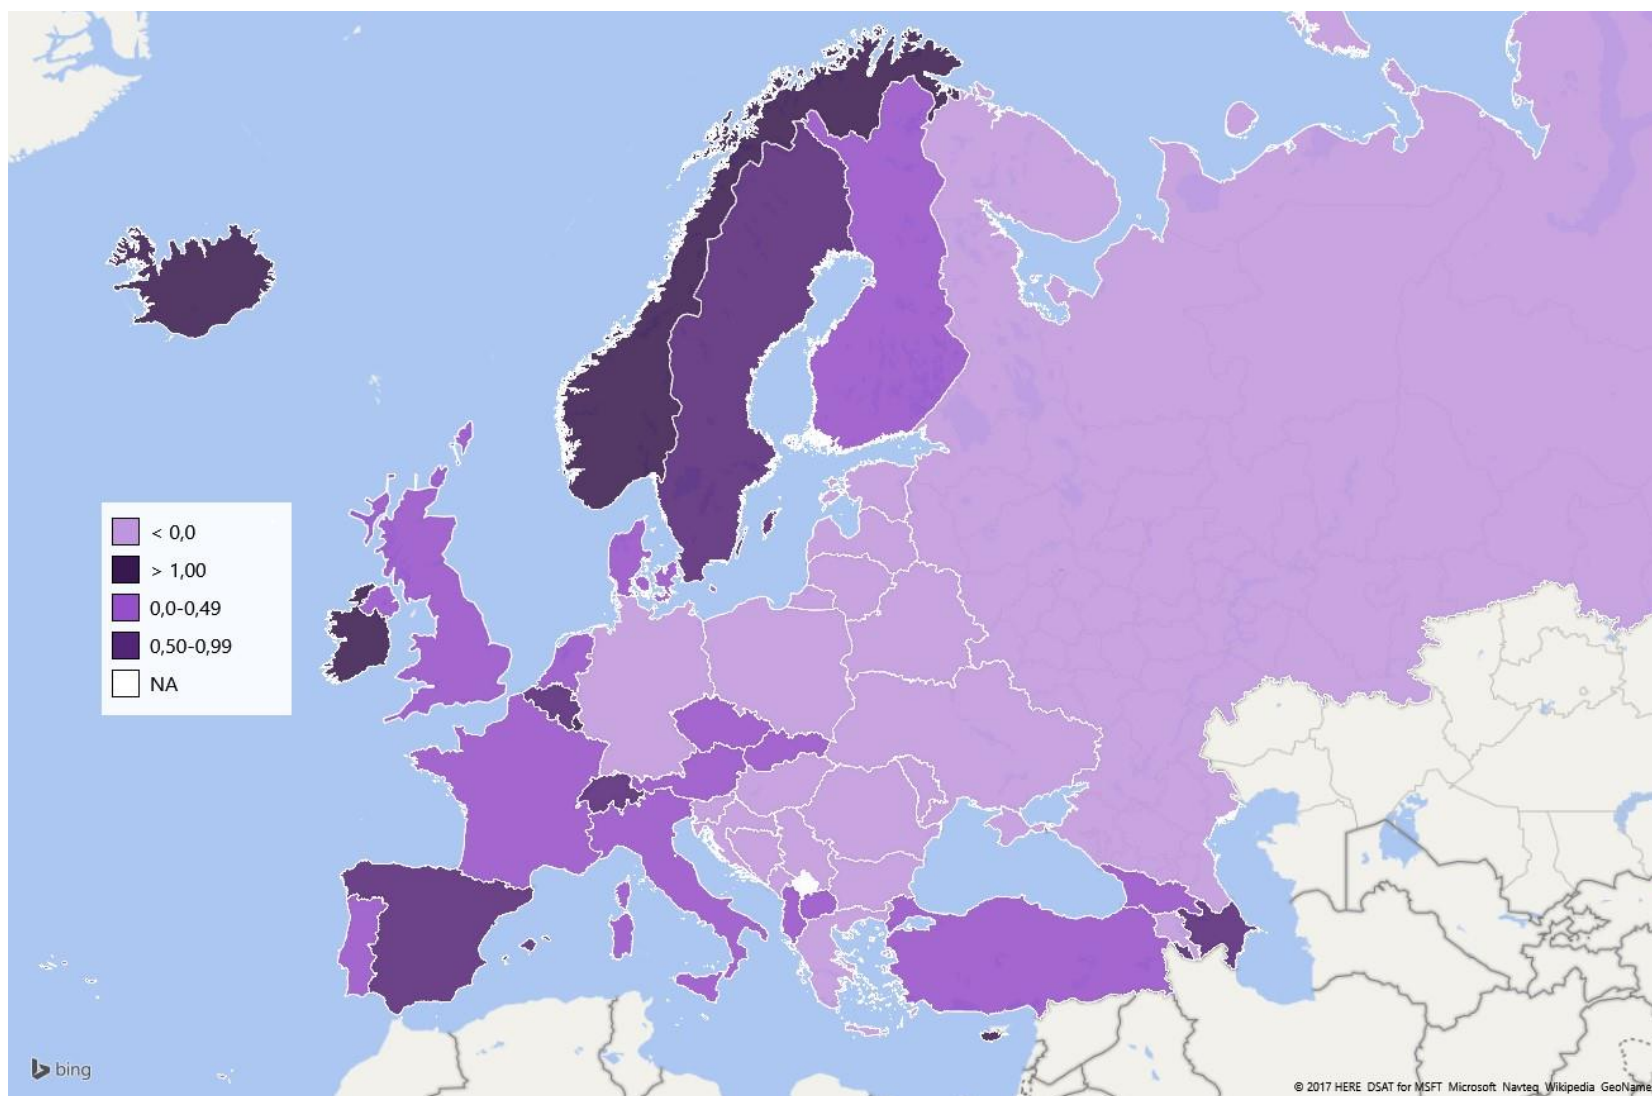 < 0,0
> 1,00
0,0-0,49
0,50-0,99
NA
bing
© 2017 HERE DSAT for MSFT Microsoft Navteq Wikipedia GeoName